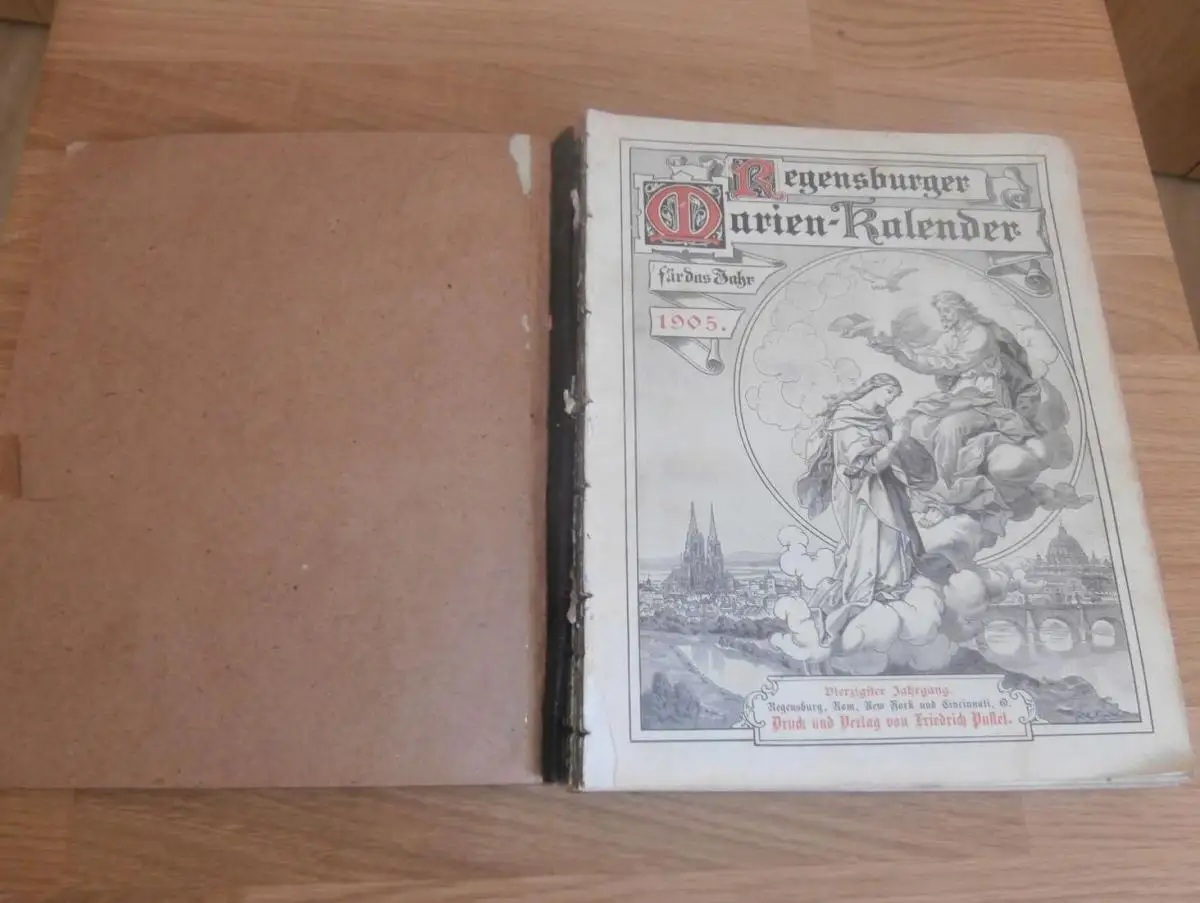 Regensburger
Marien-Kalender
für das Jahr
1905.
Vierzigster Jahrgang.
Regensburg, Rom, New York und Cincinnati, O.
Druck und Verlag von Friedrich Pustet.